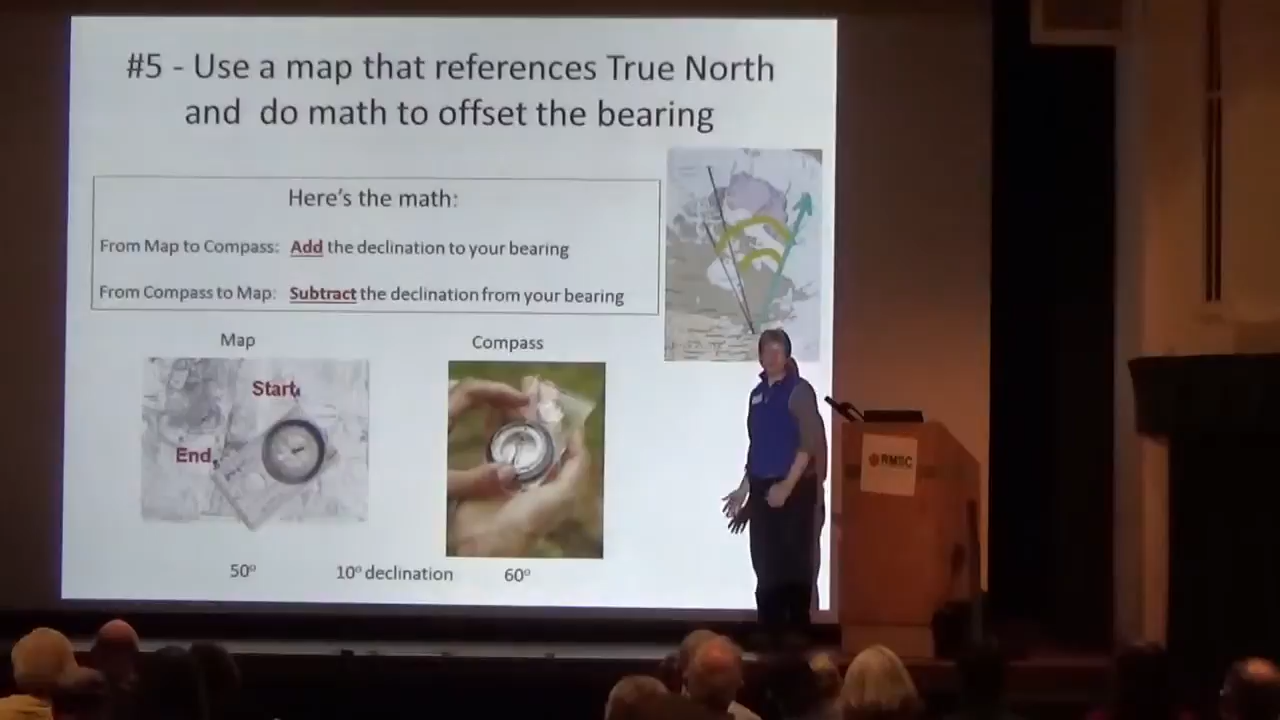 #5 - Use a map that references True North
and do math to offset the bearing
Here's the math:
From Map to Compass: Add the declination to your bearing
From Compass to Map: Subtract the declination from your bearing
Map
Compass
Start
End
50º
10º declination
60º
RMSC